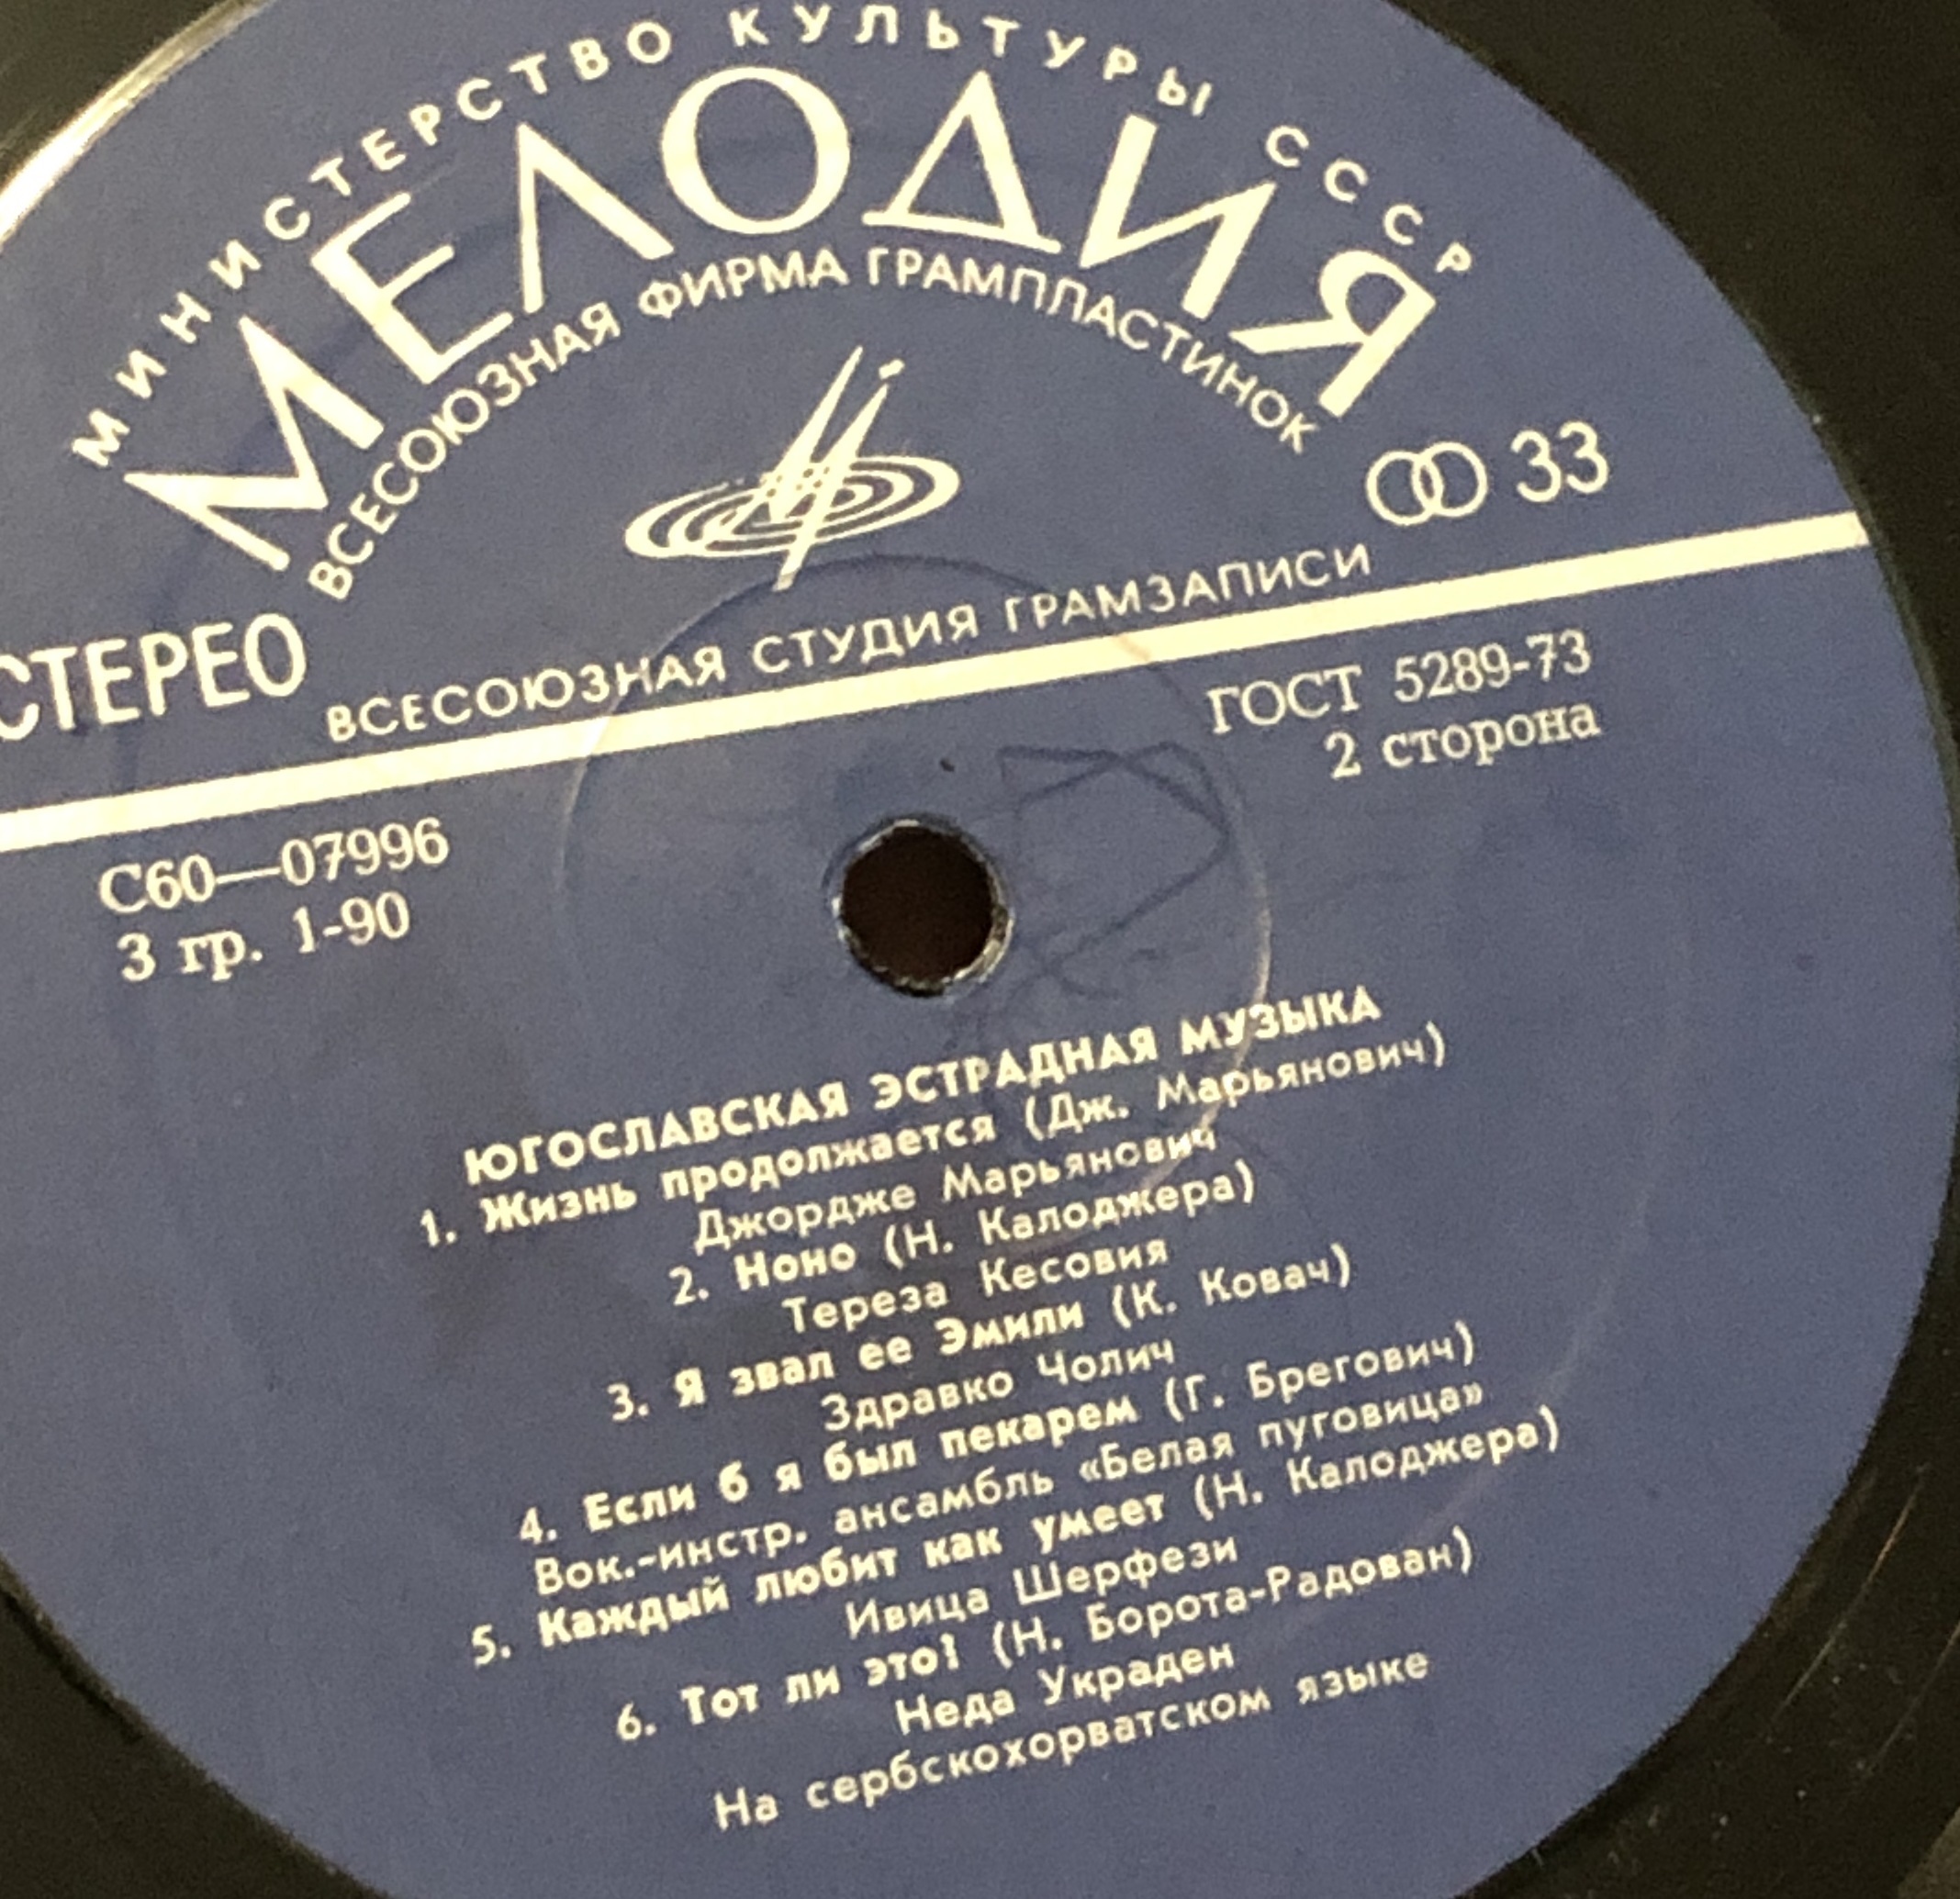 МИНИСТЕРСТВО КУЛЬТУРЫ СССР
МЕЛОДИЯ
ВСЕСОЮЗНАЯ ФИРМА ГРАМПЛАСТИНОК
33
СТЕРЕО
ВСЕСОЮЗНАЯ СТУДИЯ ГРАМЗАПИСИ
ГОСТ 5289-73
2 сторона
С60—07996
3 гр. 1-90
ЮГОСЛАВСКАЯ ЭСТРАДНАЯ МУЗЫКА
1. Жизнь продолжается (Дж. Марьянович)
Джордже Марьянович
2. Ноно (Н. Калоджера)
Тереза Кесовия
3. Я звал ее Эмили (К. Ковач)
Здравко Чолич
4. Если б я был пекарем (Г. Брегович)
Вок.-инстр. ансамбль «Белая пуговица»
5. Каждый любит как умеет (Н. Калоджера)
Ивица Шерфези
6. Тот ли это? (Н. Борота-Радован)
Неда Украден
На сербскохорватском языке